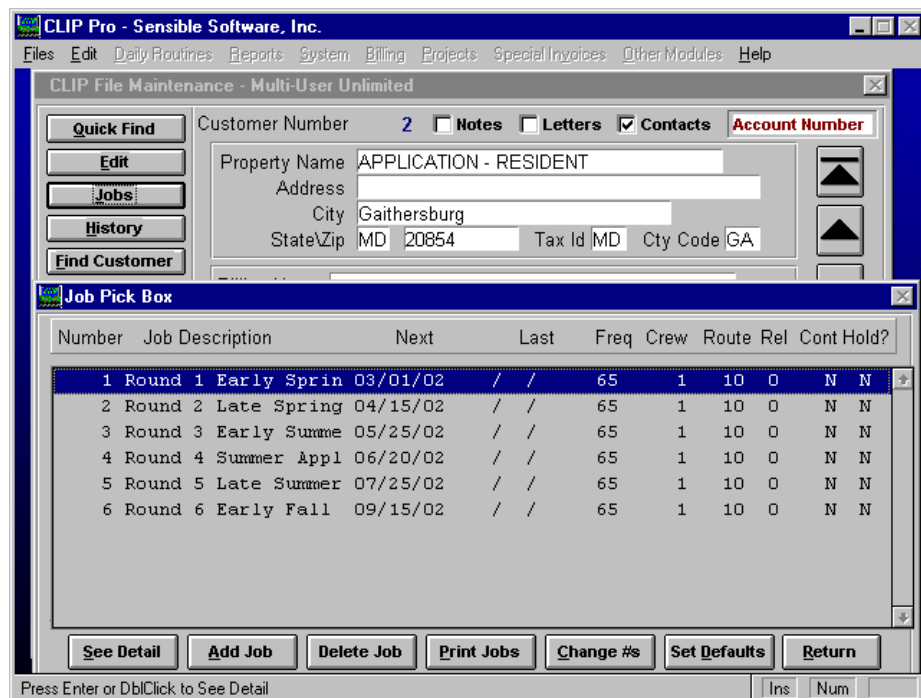 CLIP Pro - Sensible Software, Inc.
Files Edit Daily Routines Reports System Billing Projects Special Invoices Other Modules Help
CLIP File Maintenance - Multi-User Unlimited
Quick Find
Edit
Jobs
History
Find Customer
Customer Number 2 Notes Letters Contacts Account Number
Property Name APPLICATION - RESIDENT
Address
City Gaithersburg
State\Zip MD 20854 Tax Id MD Cty Code GA
Job Pick Box
Number Job Description Next Last Freq Crew Route Rel Cont Hold?
1 Round 1 Early Sprin 03/01/02 / / 65 1 10 0 N N
2 Round 2 Late Spring 04/15/02 / / 65 1 10 0 N N
3 Round 3 Early Summe 05/25/02 / / 65 1 10 0 N N
4 Round 4 Summer Appl 06/20/02 / / 65 1 10 0 N N
5 Round 5 Late Summer 07/25/02 / / 65 1 10 0 N N
6 Round 6 Early Fall 09/15/02 / / 65 1 10 0 N N
See Detail Add Job Delete Job Print Jobs Change #s Set Defaults Return
Press Enter or DblClick to See Detail Ins Num